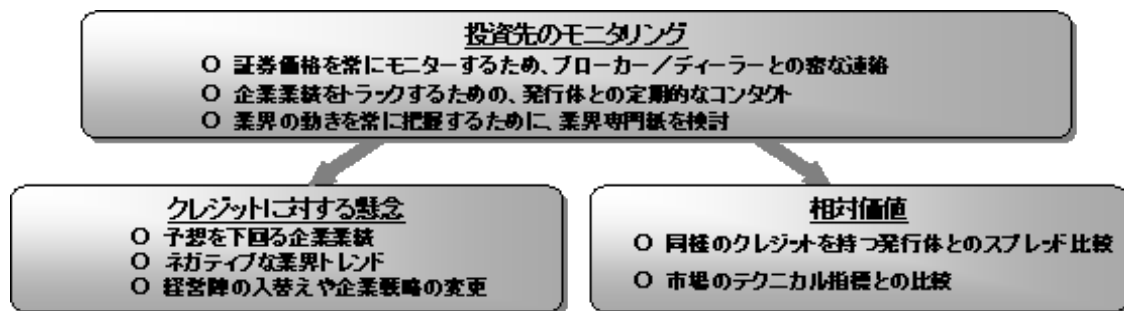 投資先のモニタリング
○ 証券価格を常にモニターするため、ブローカー／ディーラーとの密な連絡
○ 企業業績をトラックするための、発行体との定期的なコンタクト
○ 業界の動きを常に把握するために、業界専門紙を検討
クレジットに対する懸念
○ 予想を下回る企業業績
○ ネガティブな業界トレンド
○ 経営陣の入替えや企業戦略の変更
相対価値
○ 同様のクレジットを持つ発行体とのスプレッド比較
○ 市場のテクニカル指標との比較